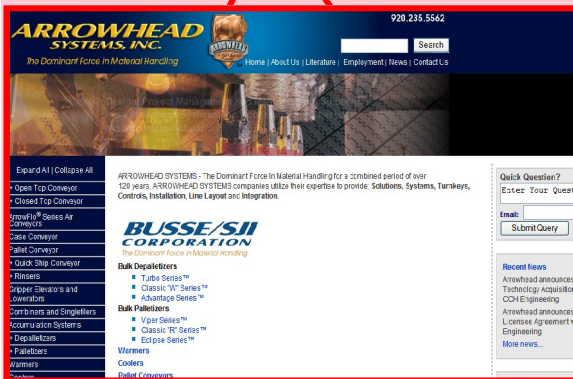 920.235.5562
ARROWHEAD
SYSTEMS, INC.
The Dominant Force in Material Handling
ARROWHEAD
Search
Home | About Us | Literature | Employment | News | Contact Us
Design Project Management
Expand All | Collapse All
+ Open Top Conveyor
+ Closed Top Conveyor
ArrowFlo® Series Air
Conveyors
Case Conveyor
Pallet Conveyor
+ Quick Ship Conveyor
+ Rinsers
Gripper Elevators and
Lowerators
Combiners and Singlefilers
Accumulation Systems
+ Depalletizers
+ Palletizers
Warmers
Coolers
ARROWHEAD SYSTEMS - The Dominant Force In Material Handling for a combined period of over
120 years. ARROWHEAD SYSTEMS companies utilize their expertise to provide: Solutions, Systems, Turnkeys,
Controls, Installation, Line Layout and Integration.
BUSSE/SJI
CORPORATION
The Dominant Force in Material Handling
Bulk Depalletizers
Turbo Series™
Classic "W" Series™
Advantage Series™
Bulk Palletizers
Viper Series™
Classic "R" Series™
Eclipse Series™
Warmers
Coolers
Pallet Conveyors
Quick Question?
Enter Your Quest
Email:
Submit Query
Recent News
Arrowhead announces
Technology Acquisition
CCH Engineering
Arrowhead announces
Licensee Agreement
Engineering
More news...